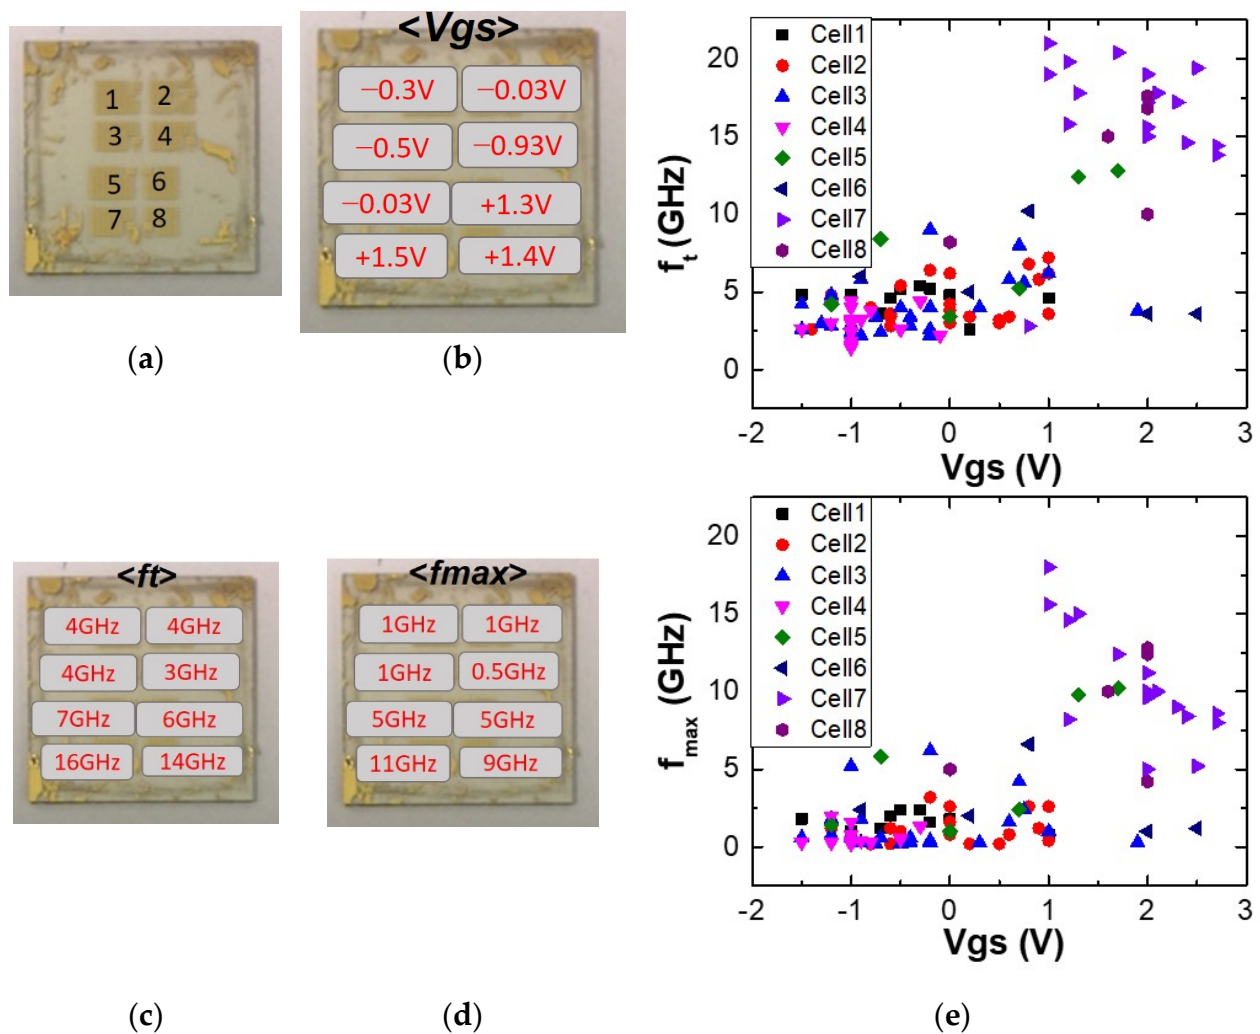 1 2
3 4
5 6
7 8
(a)
<Vgs>
−0.3V −0.03V
−0.5V −0.93V
−0.03V +1.3V
+1.5V +1.4V
(b)
<ft>
4GHz 4GHz
4GHz 3GHz
7GHz 6GHz
16GHz 14GHz
(c)
<fmax>
1GHz 1GHz
1GHz 0.5GHz
5GHz 5GHz
11GHz 9GHz
(d)
Cell1
Cell2
Cell3
Cell4
Cell5
Cell6
Cell7
Cell8
20
15
10
5
0
ft (GHz)
-2 -1 0 1 2 3
Vgs (V)
Cell1
Cell2
Cell3
Cell4
Cell5
Cell6
Cell7
Cell8
20
15
10
5
0
fmax (GHz)
-2 -1 0 1 2 3
Vgs (V)
(e)